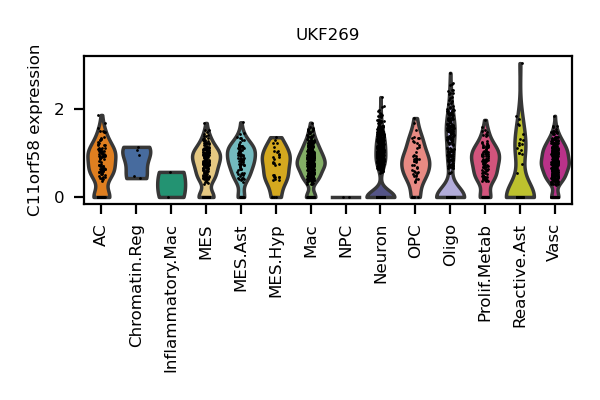 UKF269
C11orf58 expression
2
0
AC
Chromatin.Reg
Inflammatory.Mac
MES
MES.Ast
MES.Hyp
Mac
NPC
Neuron
OPC
Oligo
Prolif.Metab
Reactive.Ast
Vasc